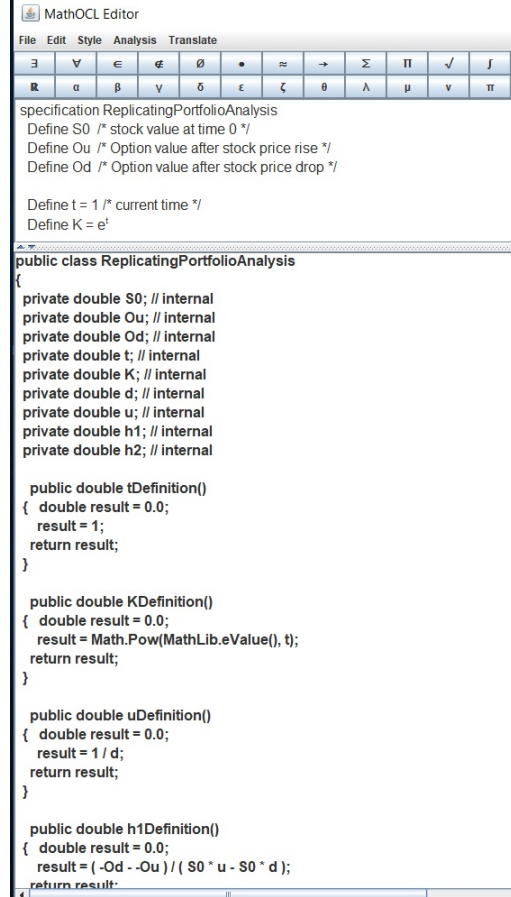 MathOCL Editor
File Edit Style Analysis Translate
∃ ∀ ∈ ∉ Ø • ≈ → Σ Π √ ∫
ℝ α β γ δ ε ζ θ λ μ ν π
specification ReplicatingPortfolioAnalysis
Define S0 /* stock value at time 0 */
Define Ou /* Option value after stock price rise */
Define Od /* Option value after stock price drop */
Define t = 1 /* current time */
Define K = eᵗ
public class ReplicatingPortfolioAnalysis
{
private double S0; // internal
private double Ou; // internal
private double Od; // internal
private double t; // internal
private double K; // internal
private double d; // internal
private double u; // internal
private double h1; // internal
private double h2; // internal
public double tDefinition()
{ double result = 0.0;
result = 1;
return result;
}
public double KDefinition()
{ double result = 0.0;
result = Math.Pow(MathLib.eValue(), t);
return result;
}
public double uDefinition()
{ double result = 0.0;
result = 1 / d;
return result;
}
public double h1Definition()
{ double result = 0.0;
result = ( -Od - -Ou ) / ( S0 * u - S0 * d );
return result;